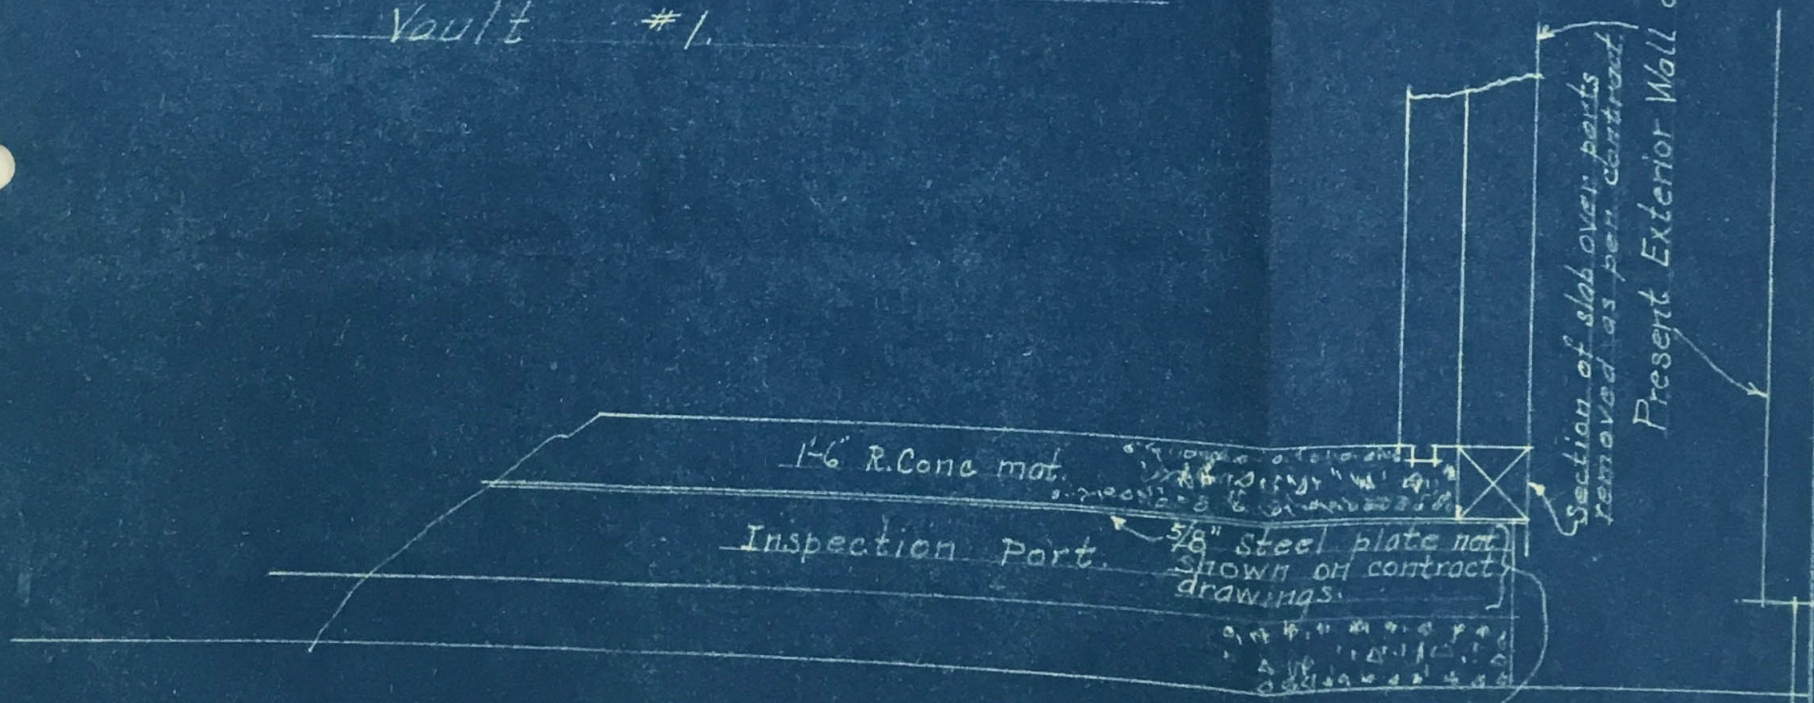 Vault #1.
1'-6" R.Conc mat.
Inspection Port.
5/8" Steel plate not
shown on contract
drawings.
Section of slab over ports
removed as per contract
Present Exterior Wall